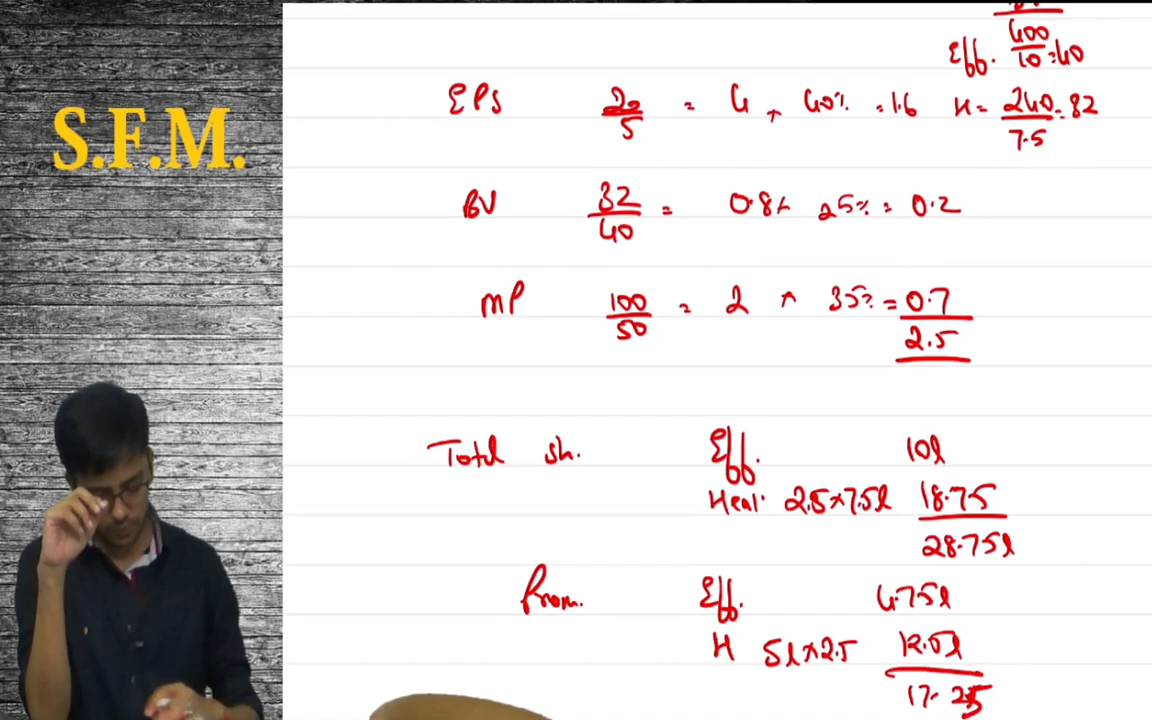 S.F.M.
400
Eff. 400/10 = 40
EPS 20/5 = 4 × 40% = 1.6 H = 240/7.5 = 32
BV 32/40 = 0.8 × 25% = 0.2
MP 100/50 = 2 × 35% = 0.7
2.5
Total sh. Eff. 10l
Heal. 2.5×7.5l 18.75
28.75l
Prom. Eff. 4.75l
H 5l×2.5 12.5l
17.25